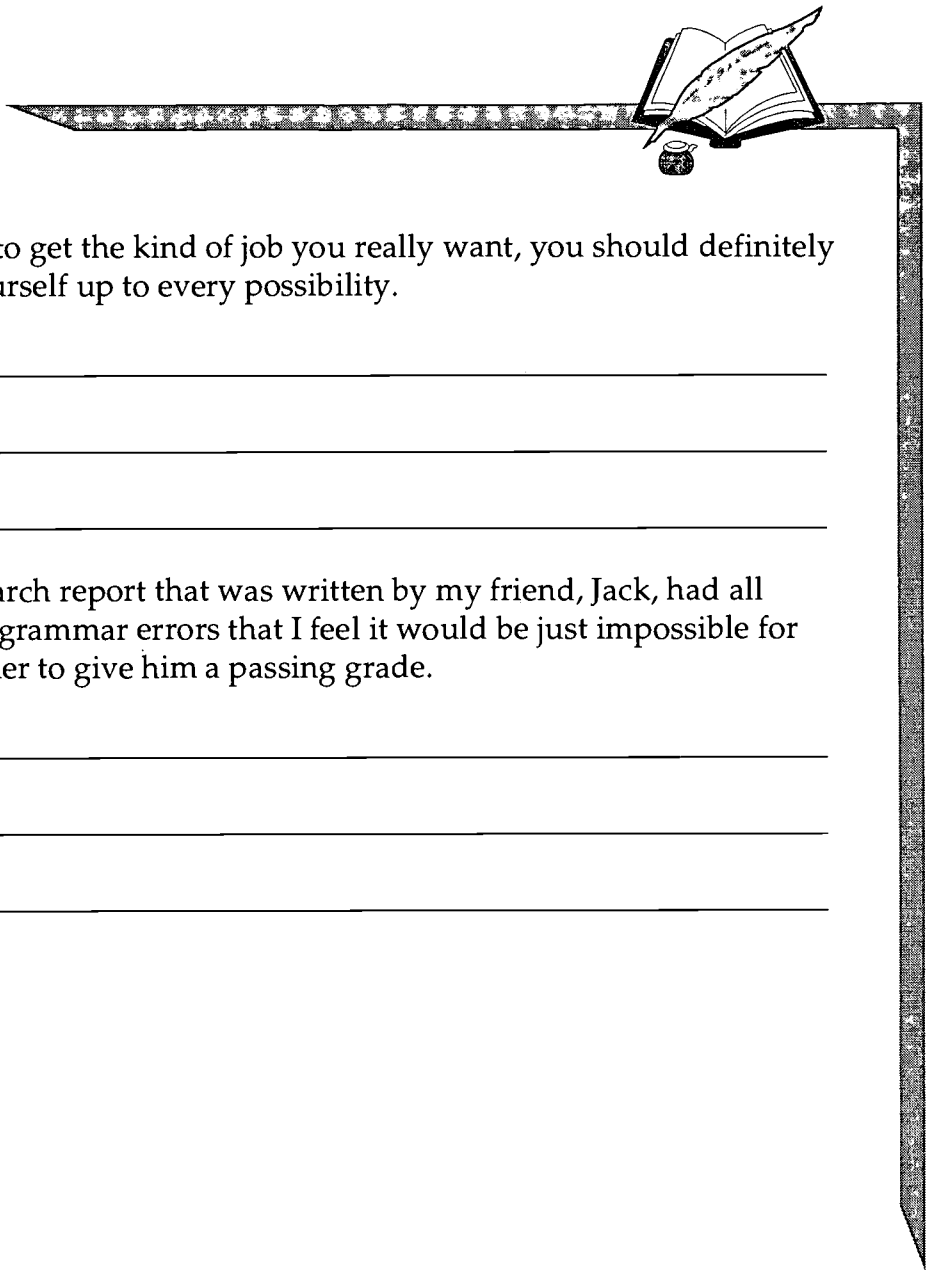 to get the kind of job you really want, you should definitely
urself up to every possibility.
arch report that was written by my friend, Jack, had all
grammar errors that I feel it would be just impossible for
er to give him a passing grade.